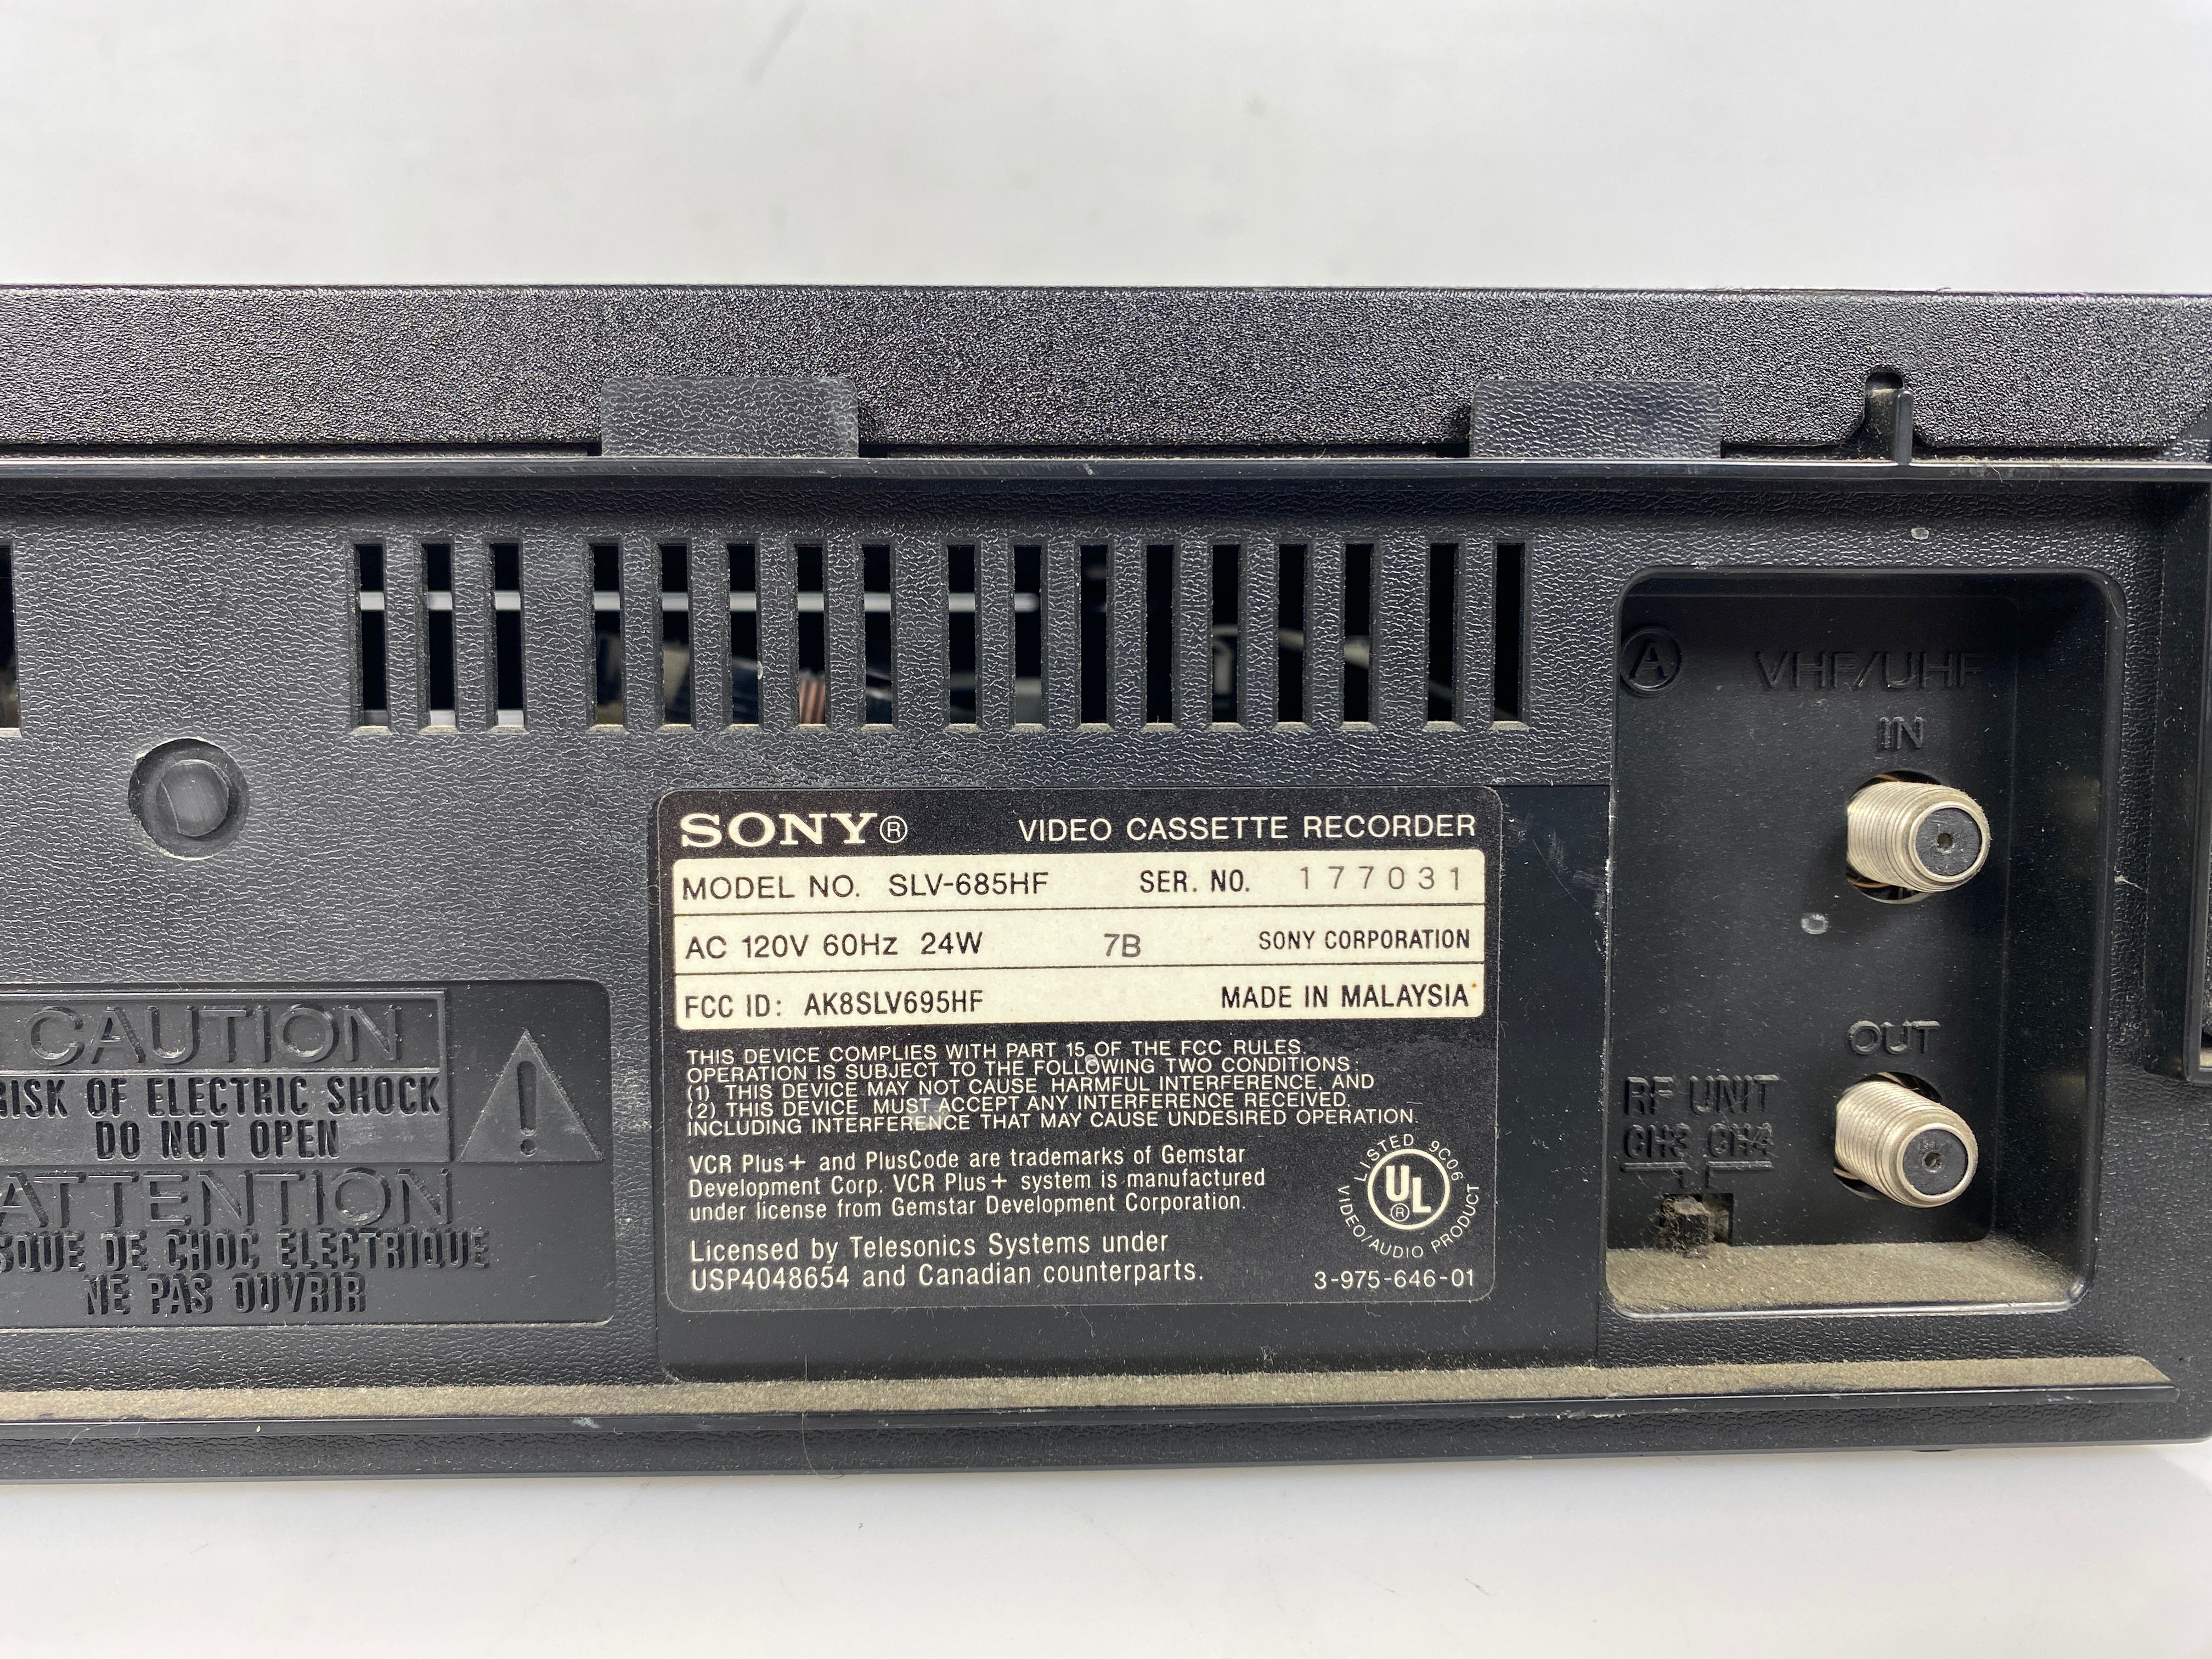 SONY® VIDEO CASSETTE RECORDER
MODEL NO. SLV-685HF SER. NO. 177031
AC 120V 60Hz 24W 7B SONY CORPORATION
FCC ID: AK8SLV695HF MADE IN MALAYSIA
THIS DEVICE COMPLIES WITH PART 15 OF THE FCC RULES.
OPERATION IS SUBJECT TO THE FOLLOWING TWO CONDITIONS:
(1) THIS DEVICE MAY NOT CAUSE HARMFUL INTERFERENCE, AND
(2) THIS DEVICE MUST ACCEPT ANY INTERFERENCE RECEIVED,
INCLUDING INTERFERENCE THAT MAY CAUSE UNDESIRED OPERATION.
VCR Plus+ and PlusCode are trademarks of Gemstar
Development Corp. VCR Plus+ system is manufactured
under license from Gemstar Development Corporation.
Licensed by Telesonics Systems under
USP4048654 and Canadian counterparts.
LISTED 9C06
UL®
VIDEO/AUDIO PRODUCT
3-975-646-01
CAUTION
RISK OF ELECTRIC SHOCK
DO NOT OPEN
!
ATTENTION
DE CHOC ELECTRIQUE
NE PAS OUVRIR
A VHF/UHF
IN
OUT
RF UNIT
CH3 CH4